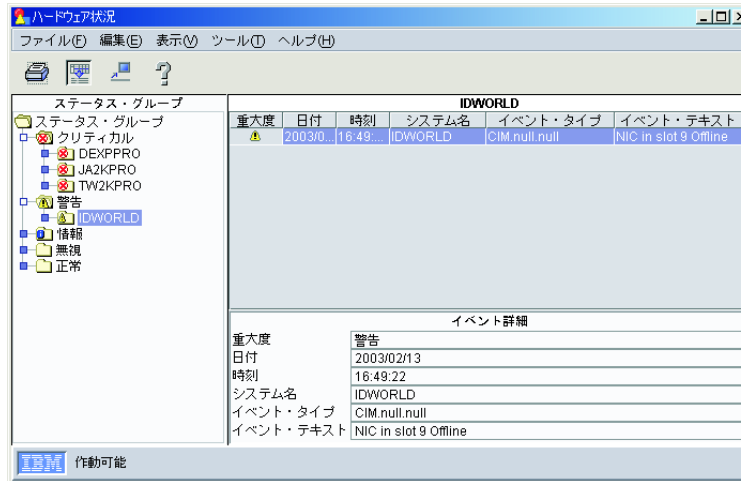 ハードウェア状況
ファイル(F) 編集(E) 表示(V) ツール(T) ヘルプ(H)
ステータス・グループ
ステータス・グループ
クリティカル
DEXPPRO
JA2KPRO
TW2KPRO
警告
IDWORLD
情報
無視
正常
IDWORLD
重大度 日付 時刻 システム名 イベント・タイプ イベント・テキスト
2003/0... 16:49:... IDWORLD CIM.null.null NIC in slot 9 Offline
イベント詳細
重大度 警告
日付 2003/02/13
時刻 16:49:22
システム名 IDWORLD
イベント・タイプ CIM.null.null
イベント・テキスト NIC in slot 9 Offline
IBM 作動可能